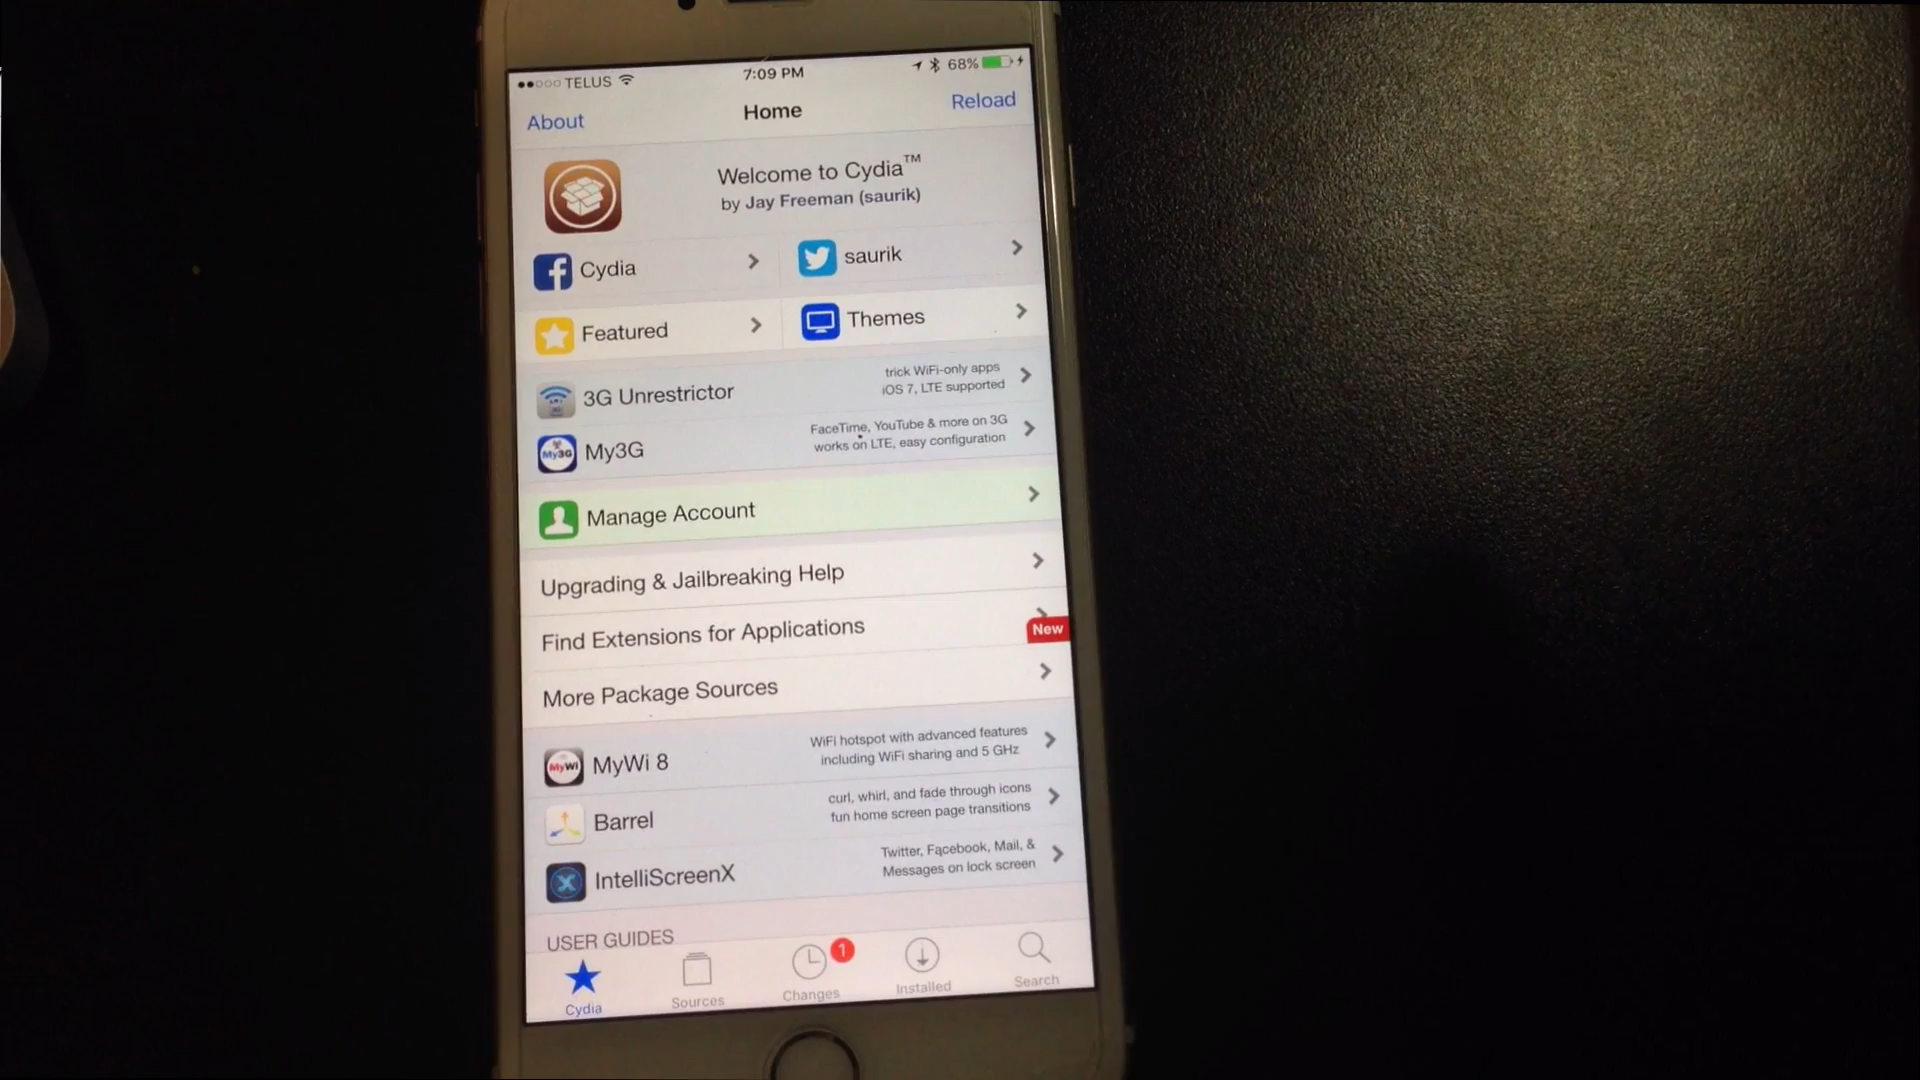 TELUS 7:09 PM 68%
About Home Reload
Welcome to Cydia™
by Jay Freeman (saurik)
Cydia
saurik
Featured
Themes
3G Unrestrictor
trick WiFi-only apps
iOS 7, LTE supported
My3G
My3G
FaceTime, YouTube & more on 3G
works on LTE, easy configuration
Manage Account
Upgrading & Jailbreaking Help
Find Extensions for Applications
New
More Package Sources
MyWi
MyWi 8
WiFi hotspot with advanced features
including WiFi sharing and 5 GHz
Barrel
curl, whirl, and fade through icons
fun home screen page transitions
IntelliScreenX
Twitter, Facebook, Mail, &
Messages on lock screen
USER GUIDES
1
Cydia Sources Changes Installed Search